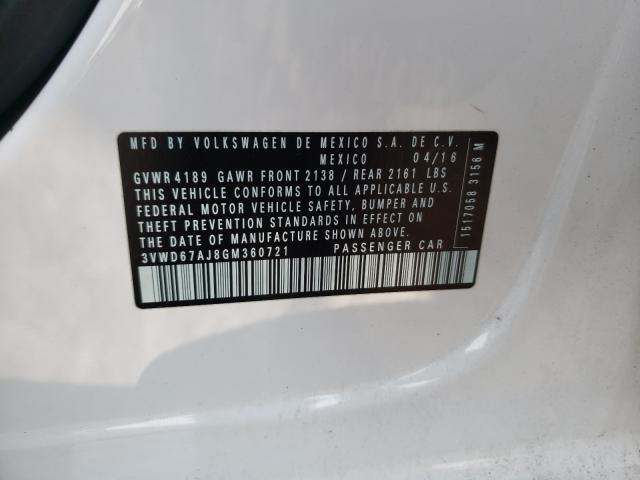 MFD BY VOLKSWAGEN DE MEXICO S.A. DE C.V.
MEXICO 04/16
GVWR 4189 GAWR FRONT 2138 / REAR 2161 LBS
THIS VEHICLE CONFORMS TO ALL APPLICABLE U.S.
FEDERAL MOTOR VEHICLE SAFETY, BUMPER AND
THEFT PREVENTION STANDARDS IN EFFECT ON
THE DATE OF MANUFACTURE SHOWN ABOVE.
3VWD67AJ8GM360721 PASSENGER CAR
1517058 3156 M